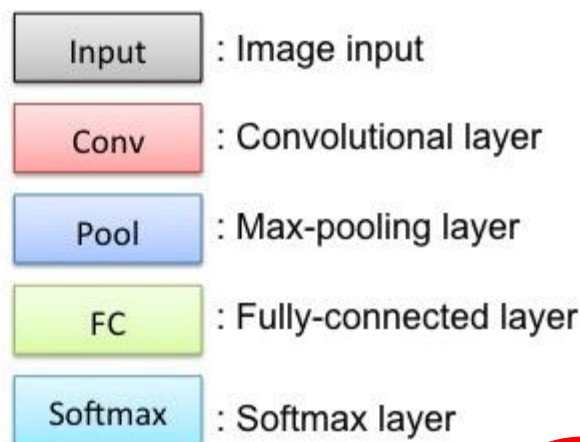 Input : Image input
Conv : Convolutional layer
Pool : Max-pooling layer
FC : Fully-connected layer
Softmax : Softmax layer